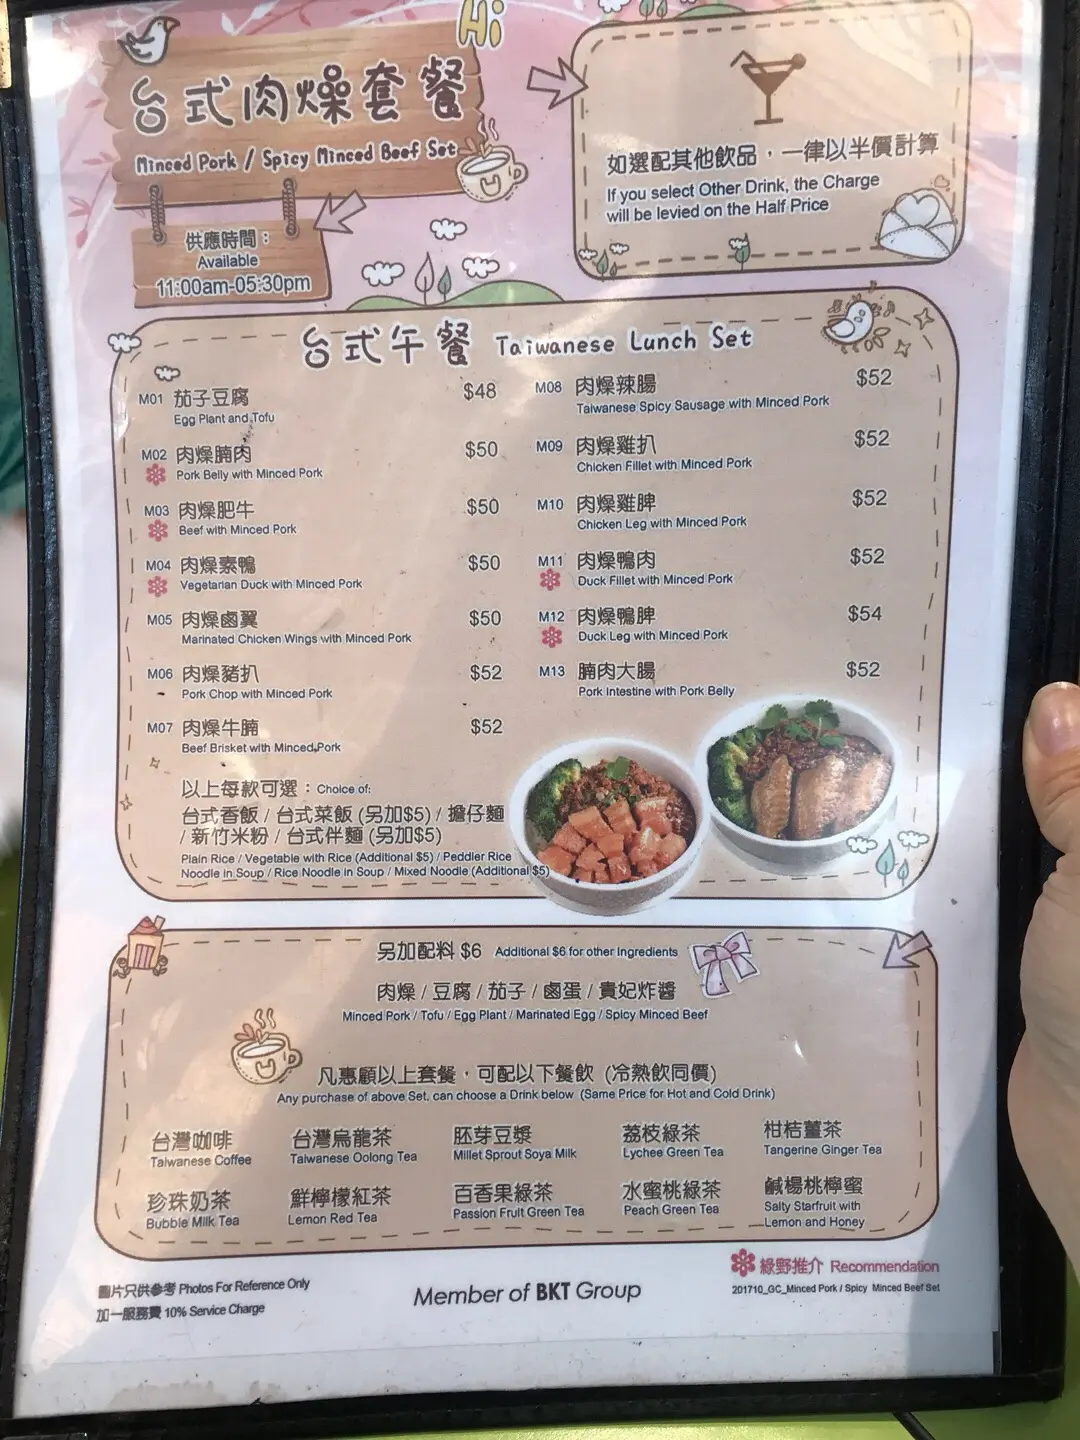 Hi
台式肉燥套餐
Minced Pork / Spicy Minced Beef Set
供應時間：
Available
11:00am-05:30pm
如選配其他飲品，一律以半價計算
If you select Other Drink, the Charge
will be levied on the Half Price
台式午餐 Taiwanese Lunch Set
M01 茄子豆腐 $48
Egg Plant and Tofu
M02 肉燥腩肉 $50
Pork Belly with Minced Pork
M03 肉燥肥牛 $50
Beef with Minced Pork
M04 肉燥素鴨 $50
Vegetarian Duck with Minced Pork
M05 肉燥鹵翼 $50
Marinated Chicken Wings with Minced Pork
M06 肉燥豬扒 $52
Pork Chop with Minced Pork
M07 肉燥牛腩 $52
Beef Brisket with Minced Pork
M08 肉燥辣腸 $52
Taiwanese Spicy Sausage with Minced Pork
M09 肉燥雞扒 $52
Chicken Fillet with Minced Pork
M10 肉燥雞脾 $52
Chicken Leg with Minced Pork
M11 肉燥鴨肉 $52
Duck Fillet with Minced Pork
M12 肉燥鴨脾 $54
Duck Leg with Minced Pork
M13 腩肉大腸 $52
Pork Intestine with Pork Belly
以上每款可選：Choice of:
台式香飯 / 台式菜飯 (另加$5) / 擔仔麵
/ 新竹米粉 / 台式伴麵 (另加$5)
Plain Rice / Vegetable with Rice (Additional $5) / Peddler Rice
Noodle in Soup / Rice Noodle in Soup / Mixed Noodle (Additional $5)
另加配料 $6 Additional $6 for other Ingredients
肉燥 / 豆腐 / 茄子 / 鹵蛋 / 貴妃炸醬
Minced Pork / Tofu / Egg Plant / Marinated Egg / Spicy Minced Beef
凡惠顧以上套餐，可配以下餐飲 (冷熱飲同價)
Any purchase of above Set, can choose a Drink below (Same Price for Hot and Cold Drink)
台灣咖啡 台灣烏龍茶 胚芽豆漿 荔枝綠茶 柑桔薑茶
Taiwanese Coffee Taiwanese Oolong Tea Millet Sprout Soya Milk Lychee Green Tea Tangerine Ginger Tea
珍珠奶茶 鮮檸檬紅茶 百香果綠茶 水蜜桃綠茶 鹹楊桃檸蜜
Bubble Milk Tea Lemon Red Tea Passion Fruit Green Tea Peach Green Tea Salty Starfruit with
Lemon and Honey
圖片只供參考 Photos For Reference Only
加一服務費 10% Service Charge
Member of BKT Group
綠野推介 Recommendation
201710_GC_Minced Pork / Spicy Minced Beef Set